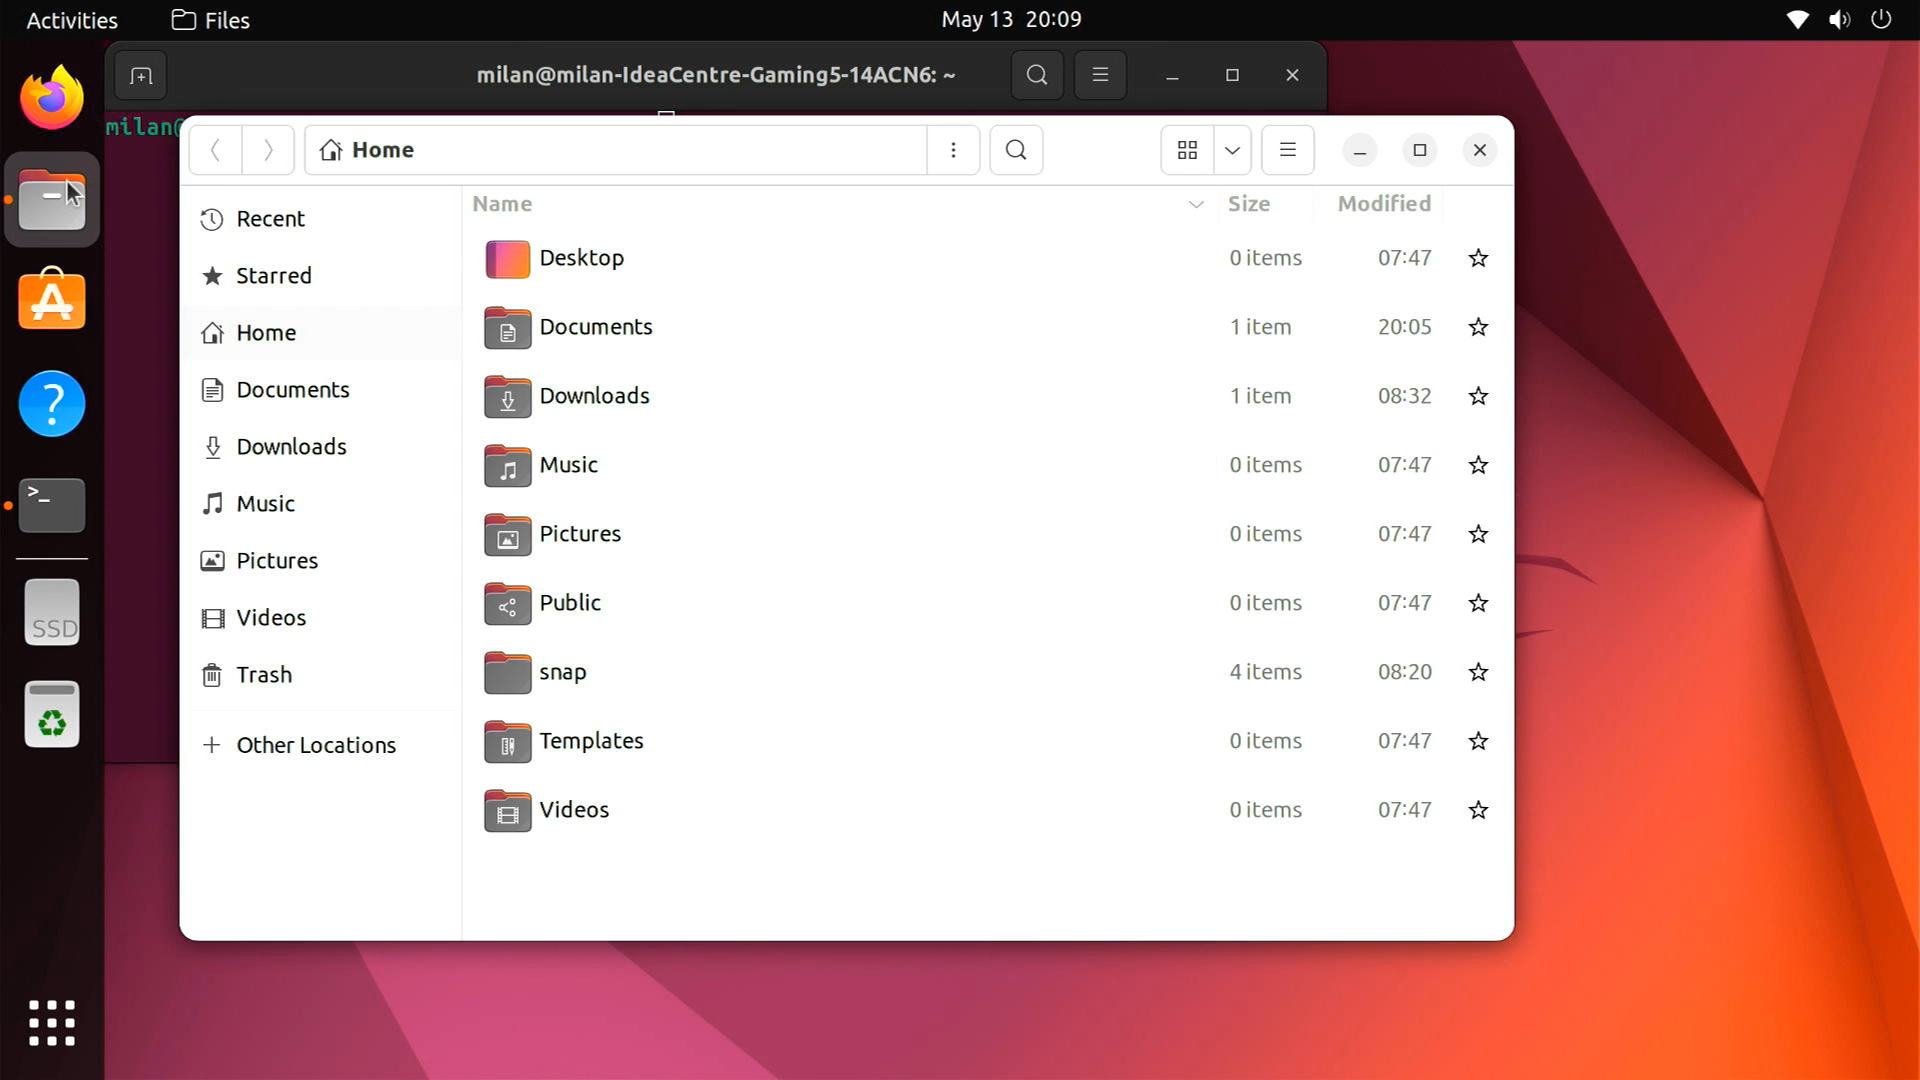 Activities Files May 13 20:09
milan@milan-IdeaCentre-Gaming5-14ACN6: ~
milan@
Home
Name Size Modified
Recent
Starred
Home
Documents
Downloads
Music
Pictures
Videos
Trash
Other Locations
Desktop 0 items 07:47
Documents 1 item 20:05
Downloads 1 item 08:32
Music 0 items 07:47
Pictures 0 items 07:47
Public 0 items 07:47
snap 4 items 08:20
Templates 0 items 07:47
Videos 0 items 07:47
?
>_
SSD